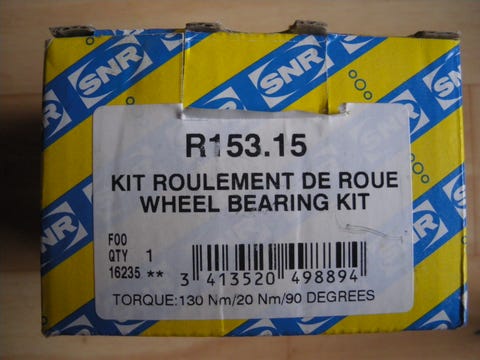 SNR
SNR
SNR
R153.15
KIT ROULEMENT DE ROUE
WHEEL BEARING KIT
F00
QTY 1
16235 **
3 413520 498894
TORQUE:130 Nm/20 Nm/90 DEGREES
SNR
SNR